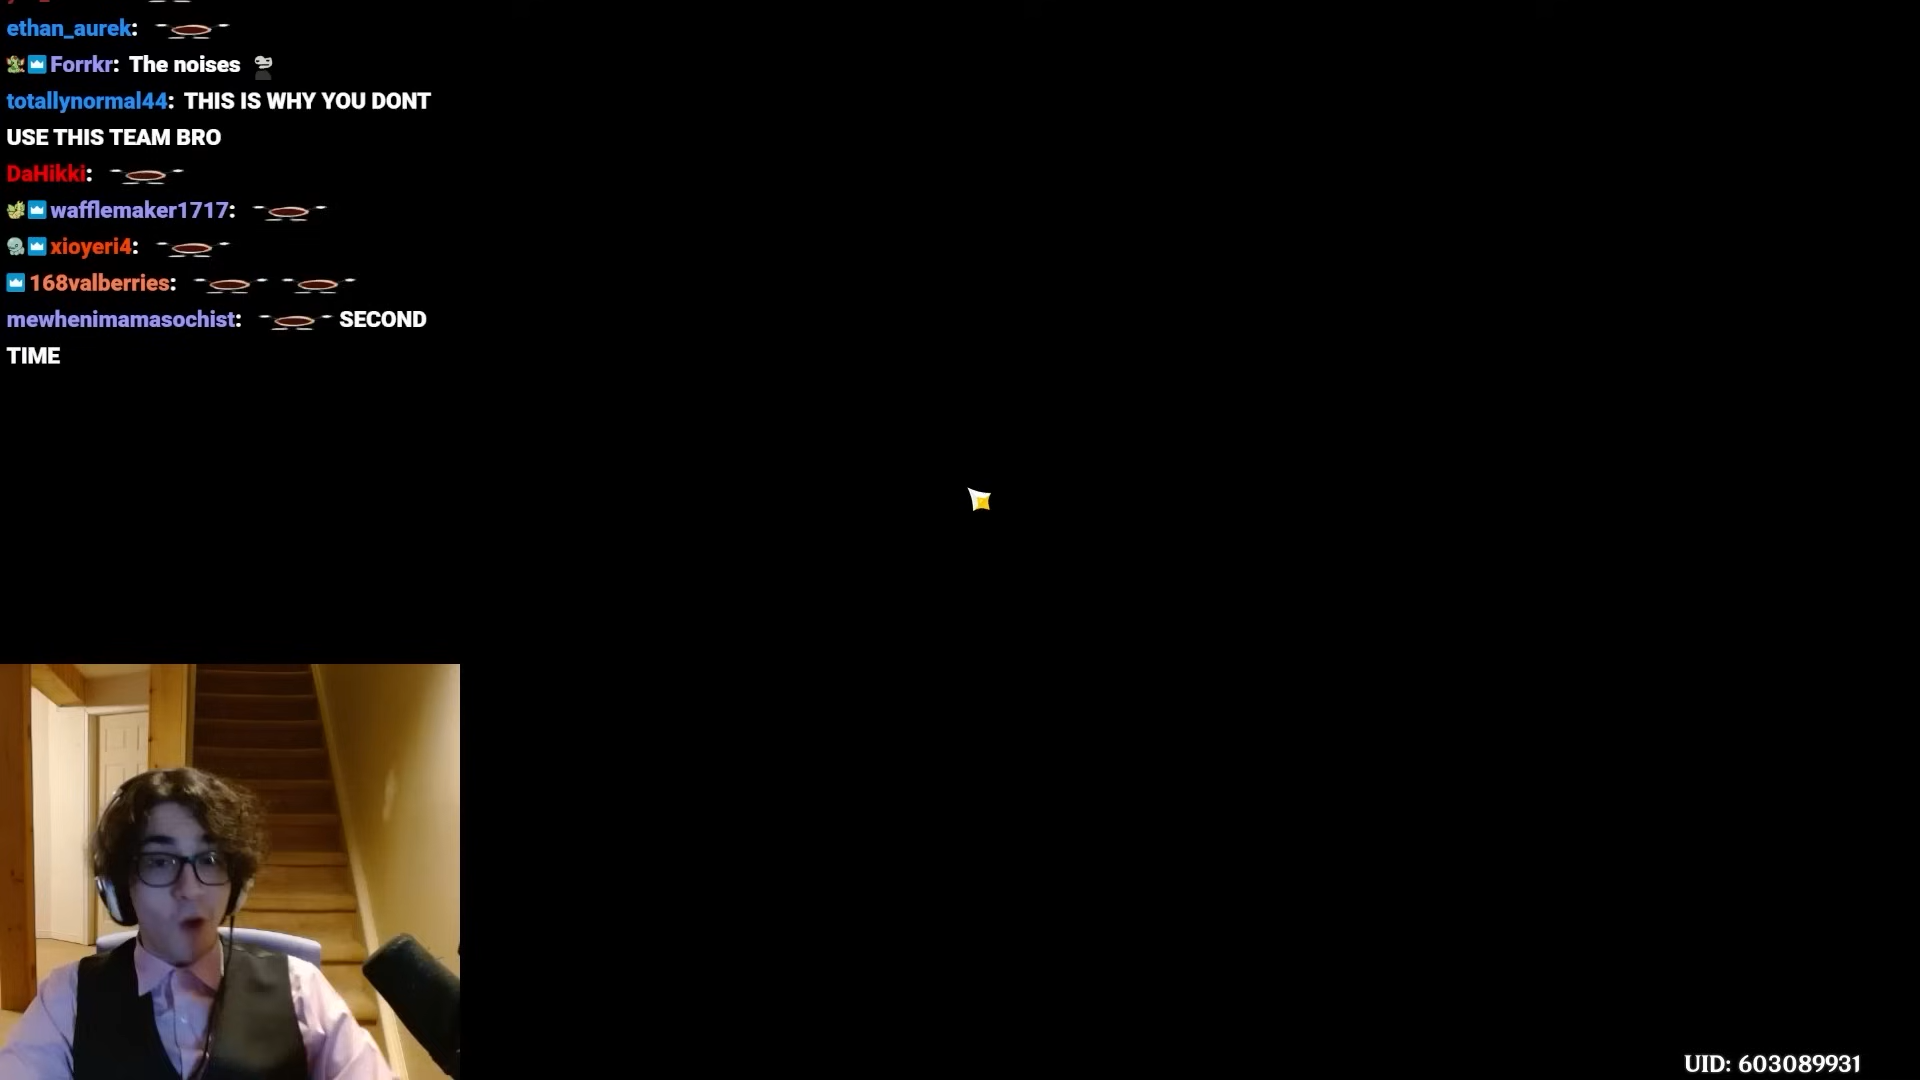 ethan_aurek:
Forrkr: The noises
totallynormal44: THIS IS WHY YOU DONT
USE THIS TEAM BRO
DaHikki:
wafflemaker1717:
xioyeri4:
168valberries:
mewhenimamasochist: SECOND
TIME
UID: 603089931